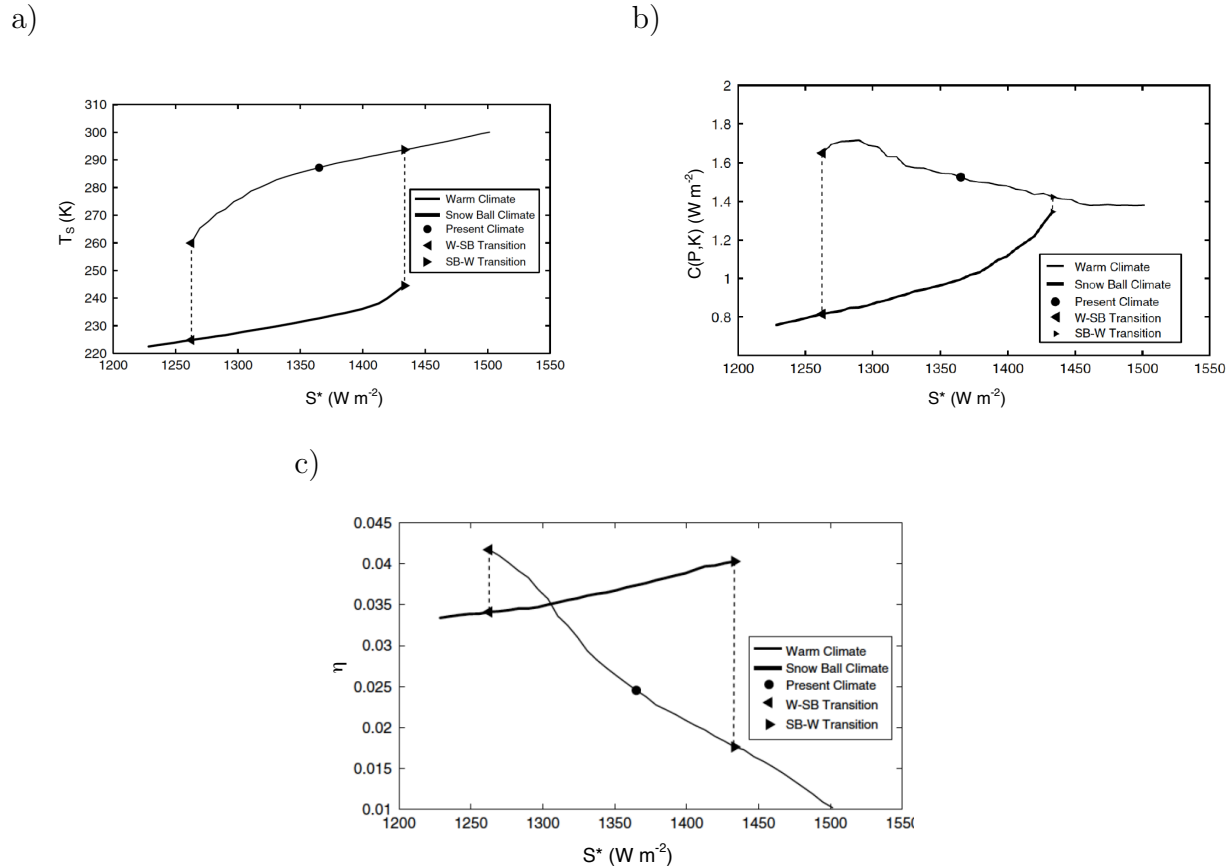 a)
310
300
290
280
270
260
250
240
230
220
1200 1250 1300 1350 1400 1450 1500 1550
T_S (K)
S* (W m-2)
Warm Climate
Snow Ball Climate
Present Climate
W-SB Transition
SB-W Transition
b)
2
1.8
1.6
1.4
1.2
1
0.8
0.6
1200 1250 1300 1350 1400 1450 1500 1550
C(P,K) (W m-2)
S* (W m-2)
Warm Climate
Snow Ball Climate
Present Climate
W-SB Transition
SB-W Transition
c)
0.045
0.04
0.035
0.03
0.025
0.02
0.015
0.01
1200 1250 1300 1350 1400 1450 1500 1550
η
S* (W m-2)
Warm Climate
Snow Ball Climate
Present Climate
W-SB Transition
SB-W Transition